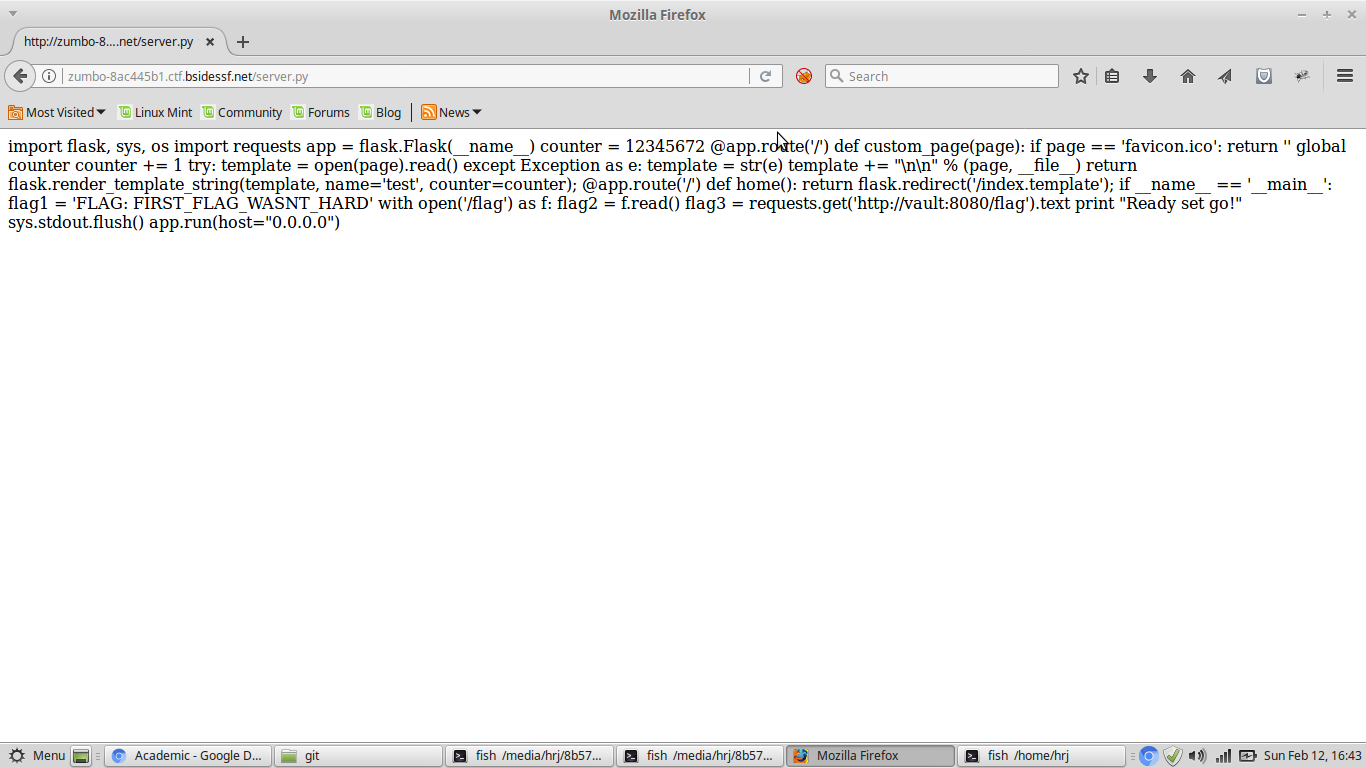 Mozilla Firefox
http://zumbo-8....net/server.py
zumbo-8ac445b1.ctf.bsidessf.net/server.py
Search
Most Visited Linux Mint Community Forums Blog News
import flask, sys, os import requests app = flask.Flask(__name__) counter = 12345672 @app.route('/') def custom_page(page): if page == 'favicon.ico': return '' global
counter counter += 1 try: template = open(page).read() except Exception as e: template = str(e) template += "\n\n" % (page, __file__) return
flask.render_template_string(template, name='test', counter=counter); @app.route('/') def home(): return flask.redirect('/index.template'); if __name__ == '__main__':
flag1 = 'FLAG: FIRST_FLAG_WASNT_HARD' with open('/flag') as f: flag2 = f.read() flag3 = requests.get('http://vault:8080/flag').text print "Ready set go!"
sys.stdout.flush() app.run(host="0.0.0.0")
Menu Academic - Google D... git fish /media/hrj/8b57... fish /media/hrj/8b57... Mozilla Firefox fish /home/hrj Sun Feb 12, 16:43